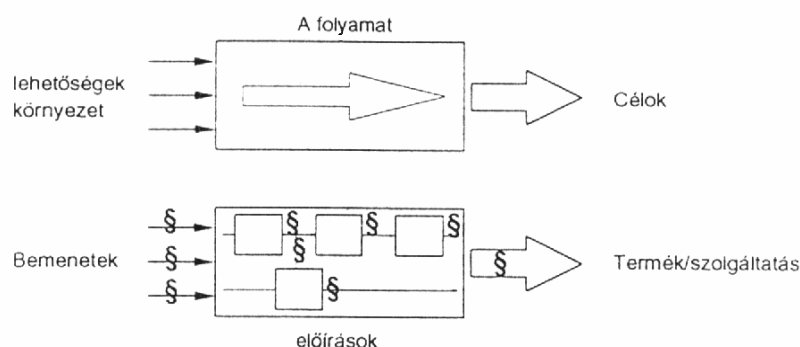 A folyamat
lehetőségek
környezet
Célok
§ § § §
§ §
Bemenetek § § Termék/szolgáltatás
§ §
előírások